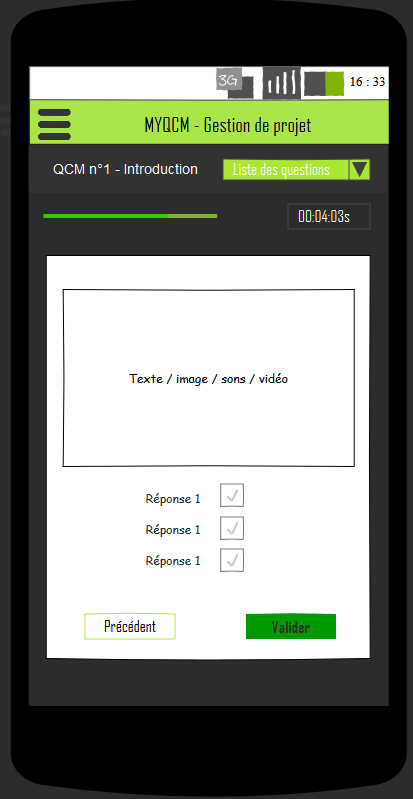 3G
16 : 33
MYQCM - Gestion de projet
QCM n°1 - Introduction
Liste des questions
00:04:03s
Texte / image / sons / vidéo
Réponse 1
Réponse 1
Réponse 1
Précédent
Valider